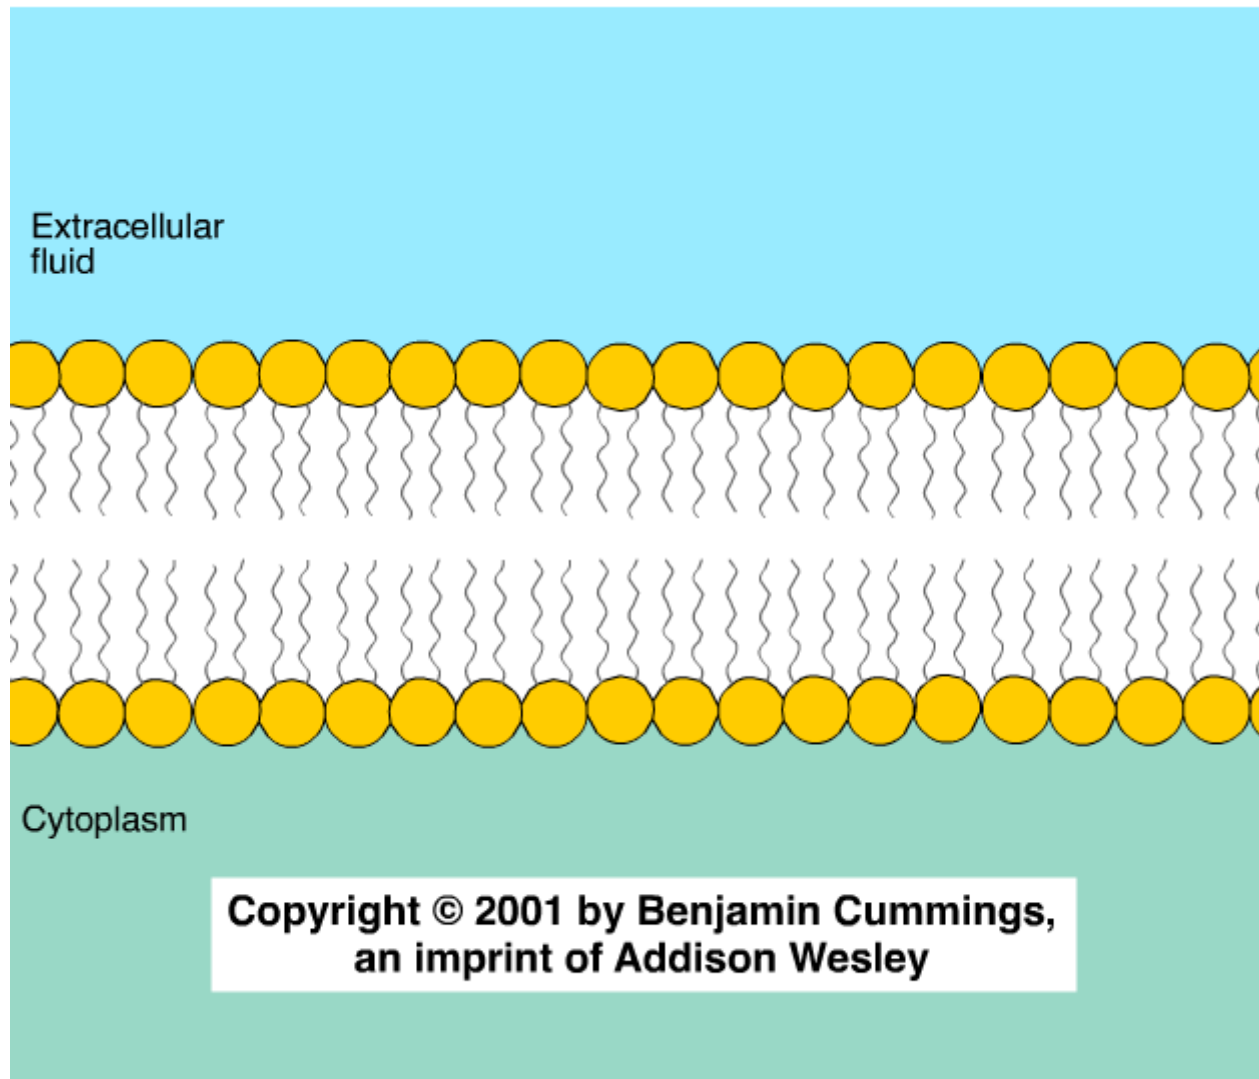 Extracellular
fluid
Cytoplasm
Copyright © 2001 by Benjamin Cummings,
an imprint of Addison Wesley